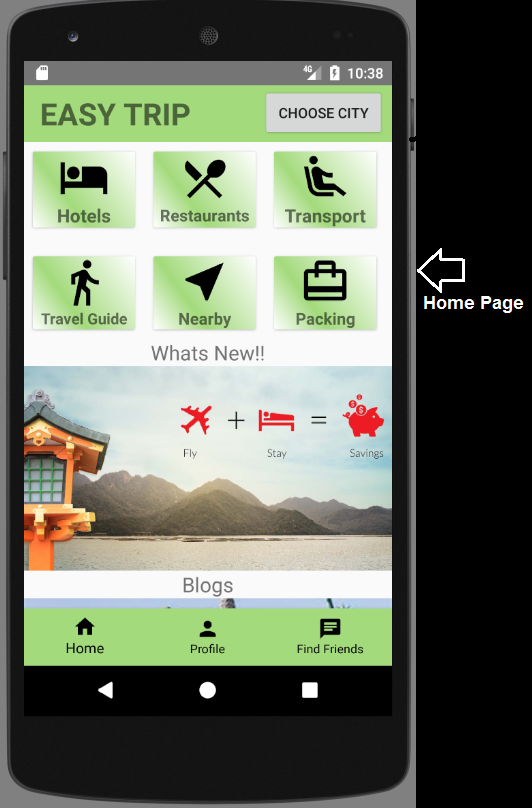 4G 10:38
EASY TRIP
CHOOSE CITY
Hotels Restaurants Transport
Travel Guide Nearby Packing
Home Page
Whats New!!
+ =
Fly Stay Savings
Blogs
Home Profile Find Friends